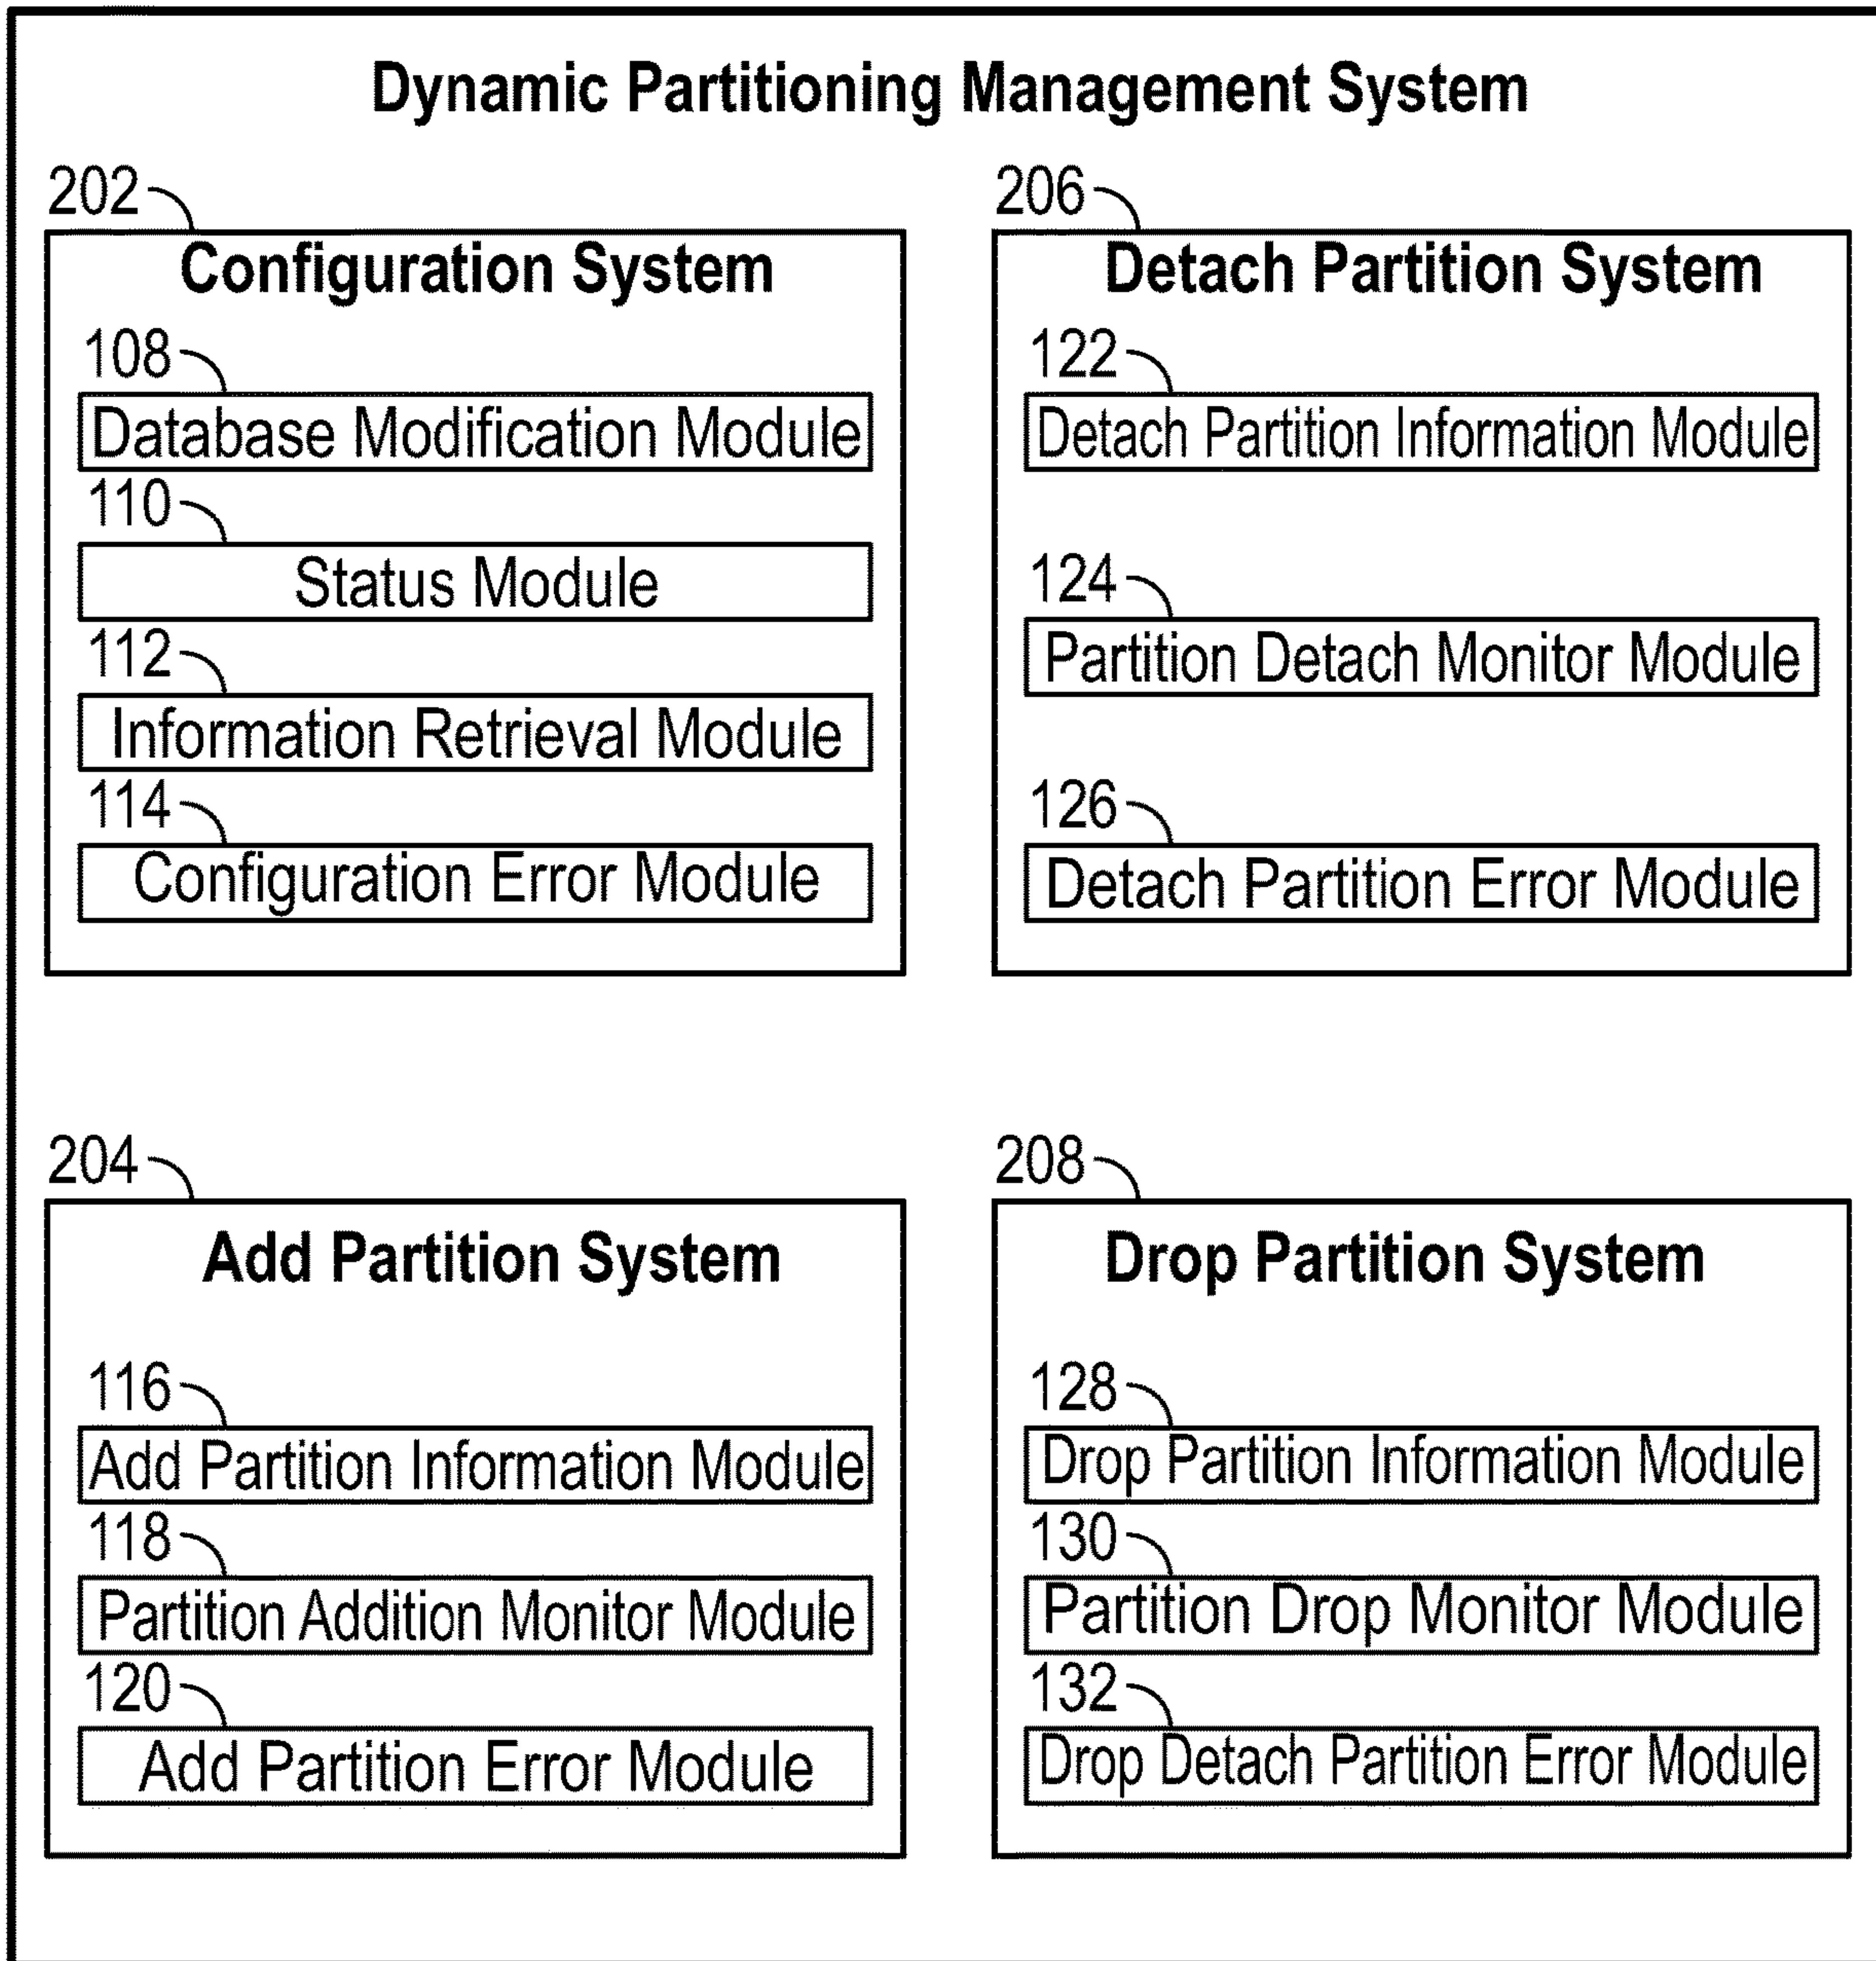 Dynamic Partitioning Management System
202
Configuration System
108
Database Modification Module
110
Status Module
112
Information Retrieval Module
114
Configuration Error Module
206
Detach Partition System
122
Detach Partition Information Module
124
Partition Detach Monitor Module
126
Detach Partition Error Module
204
Add Partition System
116
Add Partition Information Module
118
Partition Addition Monitor Module
120
Add Partition Error Module
208
Drop Partition System
128
Drop Partition Information Module
130
Partition Drop Monitor Module
132
Drop Detach Partition Error Module